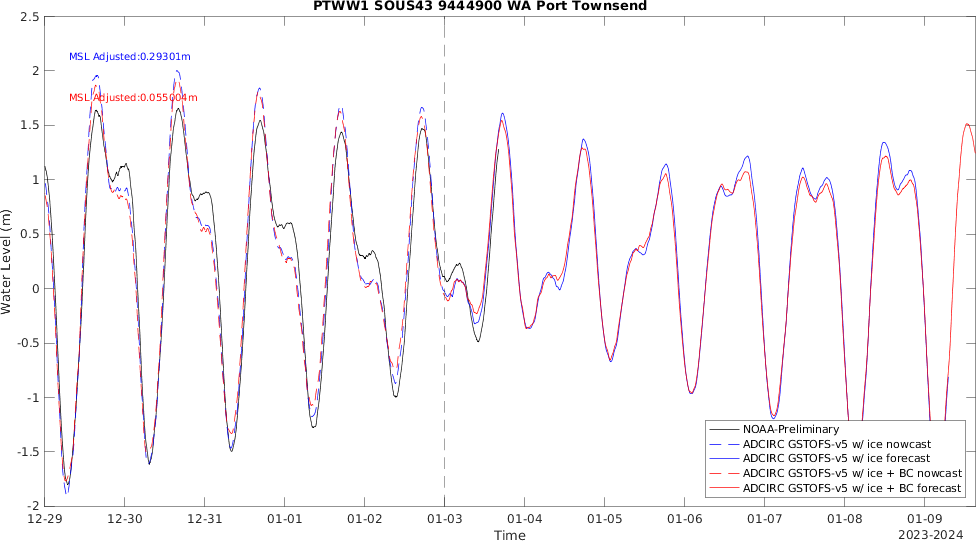 PTWW1 SOUS43 9444900 WA Port Townsend
2.5
2
1.5
1
0.5
0
-0.5
-1
-1.5
-2
Water Level (m)
MSL Adjusted:0.29301m
MSL Adjusted:0.055004m
NOAA-Preliminary
ADCIRC GSTOFS-v5 w/ ice nowcast
ADCIRC GSTOFS-v5 w/ ice forecast
ADCIRC GSTOFS-v5 w/ ice + BC nowcast
ADCIRC GSTOFS-v5 w/ ice + BC forecast
12-29 12-30 12-31 01-01 01-02 01-03 01-04 01-05 01-06 01-07 01-08 01-09
Time
2023-2024